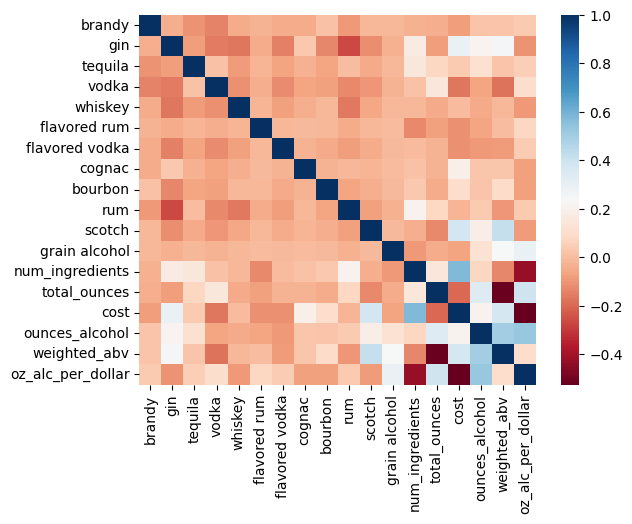 brandy
gin
tequila
vodka
whiskey
flavored rum
flavored vodka
cognac
bourbon
rum
scotch
grain alcohol
num_ingredients
total_ounces
cost
ounces_alcohol
weighted_abv
oz_alc_per_dollar
brandy
gin
tequila
vodka
whiskey
flavored rum
flavored vodka
cognac
bourbon
rum
scotch
grain alcohol
num_ingredients
total_ounces
cost
ounces_alcohol
weighted_abv
oz_alc_per_dollar
1.0
0.8
0.6
0.4
0.2
0.0
−0.2
−0.4